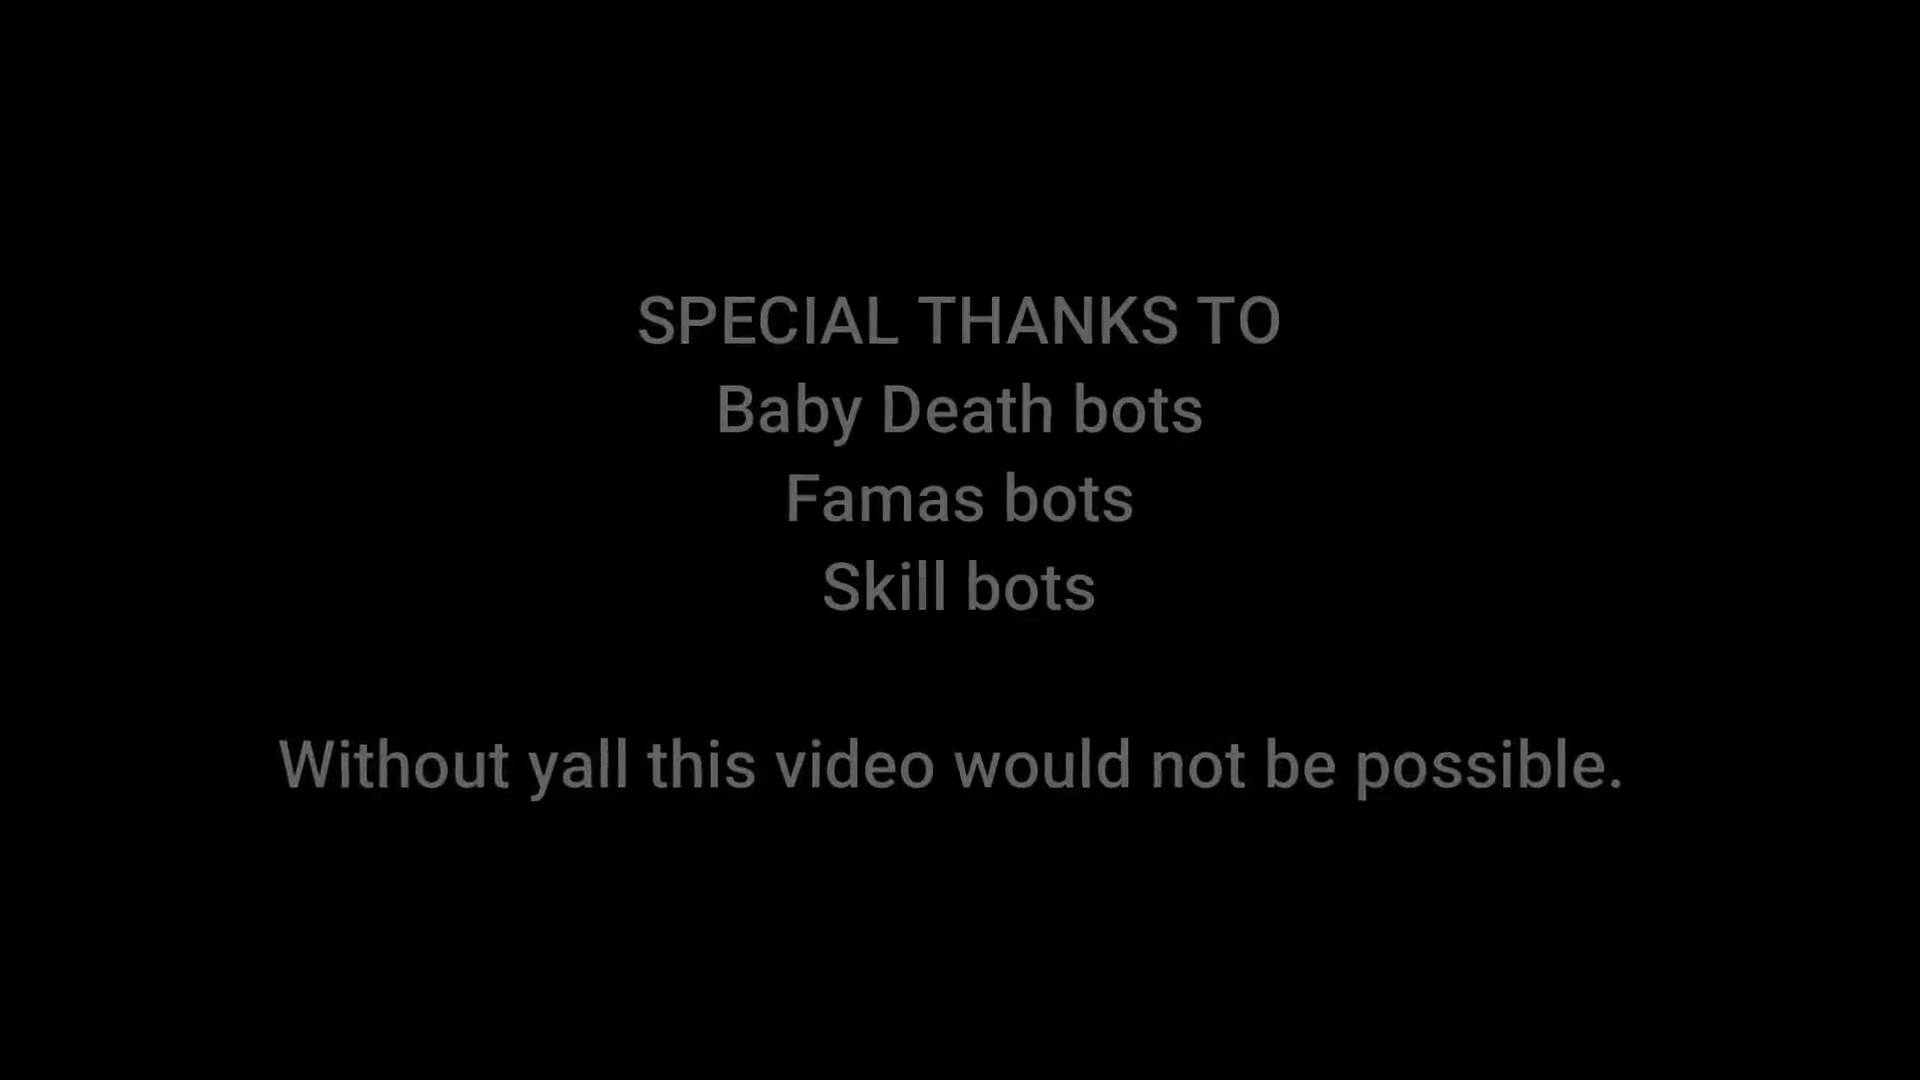 SPECIAL THANKS TO
Baby Death bots
Famas bots
Skill bots
Without yall this video would not be possible.